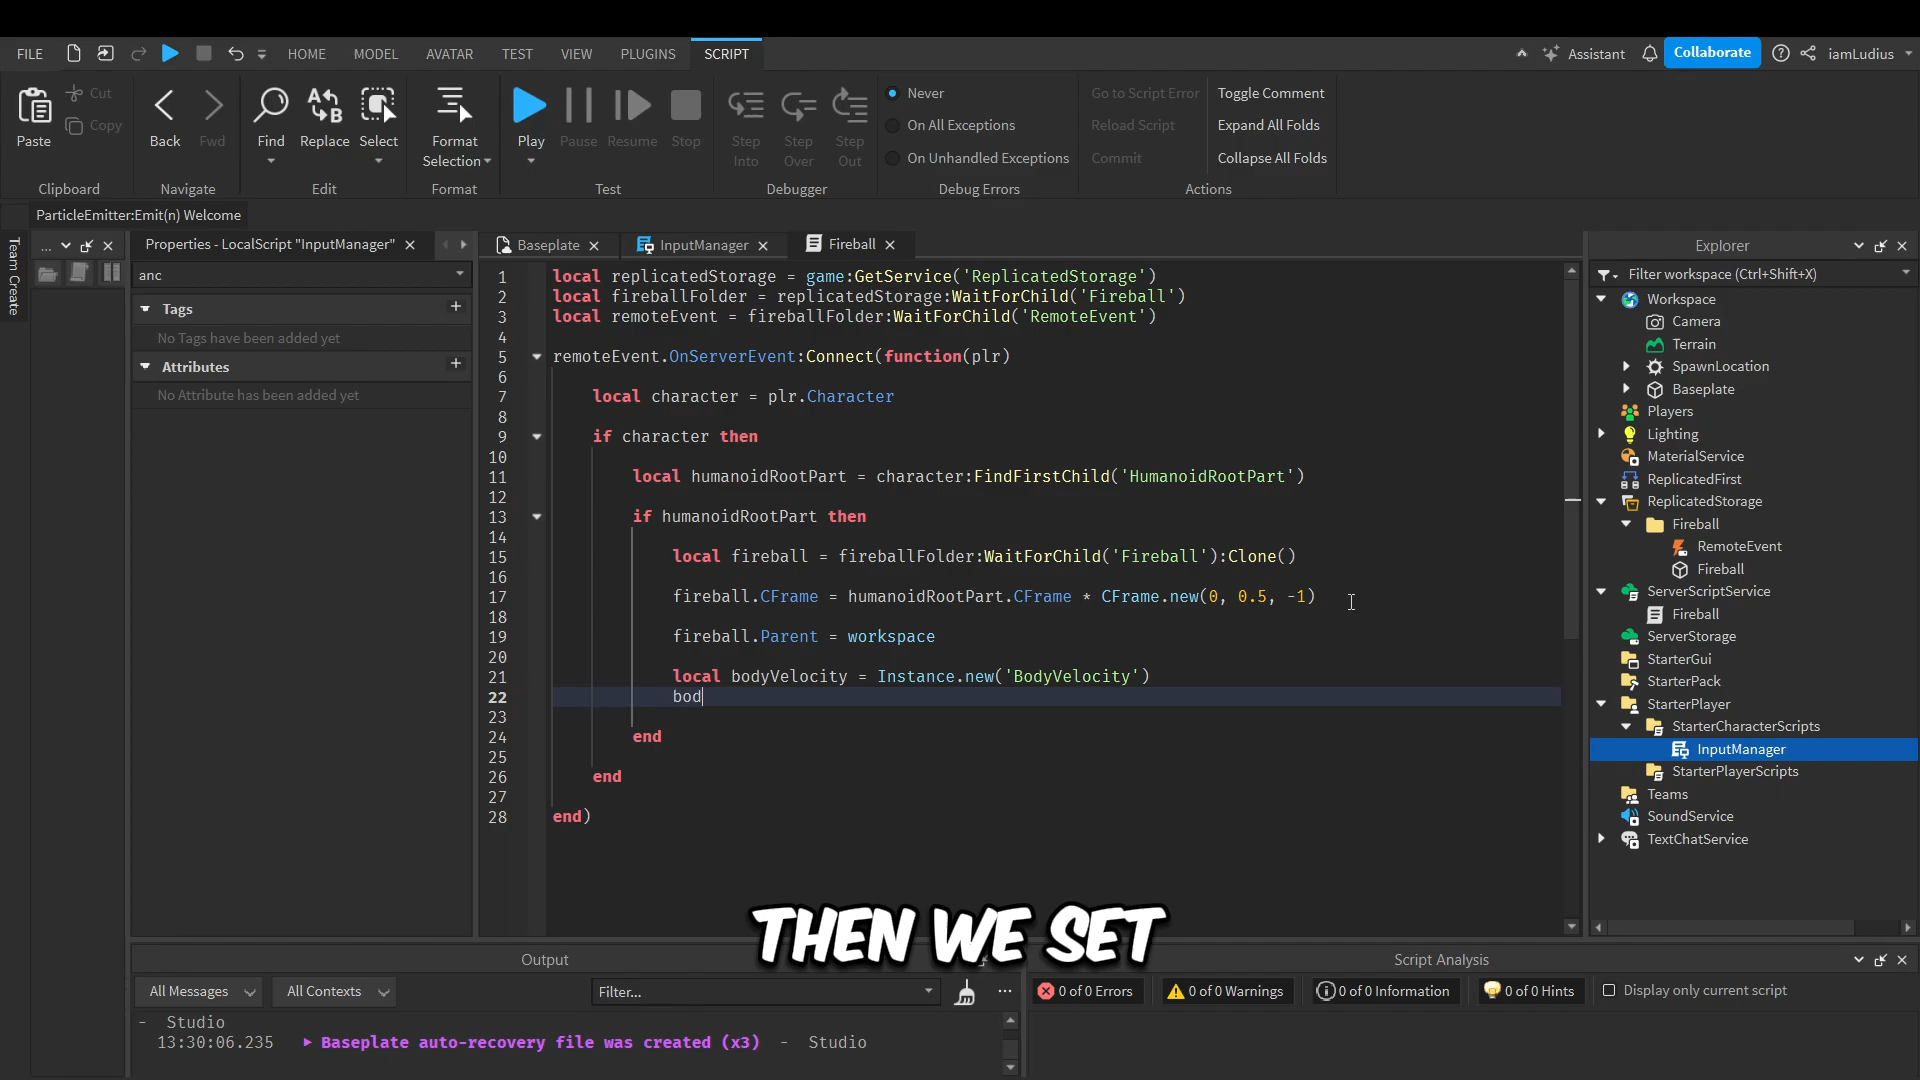 FILE HOME MODEL AVATAR TEST VIEW PLUGINS SCRIPT Assistant Collaborate iamLudius
Paste Cut Copy Back Fwd Find Replace Select Format Selection Play Pause Resume Stop Step Into Step Over Step Out
Never
On All Exceptions
On Unhandled Exceptions
Go to Script Error
Reload Script
Commit
Toggle Comment
Expand All Folds
Collapse All Folds
Clipboard Navigate Edit Format Test Debugger Debug Errors Actions
ParticleEmitter:Emit(n) Welcome
Team Create
...
Properties - LocalScript "InputManager"
anc
Tags
No Tags have been added yet
Attributes
No Attribute has been added yet
Baseplate InputManager Fireball
1 local replicatedStorage = game:GetService('ReplicatedStorage')
2 local fireballFolder = replicatedStorage:WaitForChild('Fireball')
3 local remoteEvent = fireballFolder:WaitForChild('RemoteEvent')
4
5 remoteEvent.OnServerEvent:Connect(function(plr)
6
7 local character = plr.Character
8
9 if character then
10
11 local humanoidRootPart = character:FindFirstChild('HumanoidRootPart')
12
13 if humanoidRootPart then
14
15 local fireball = fireballFolder:WaitForChild('Fireball'):Clone()
16
17 fireball.CFrame = humanoidRootPart.CFrame * CFrame.new(0, 0.5, -1)
18
19 fireball.Parent = workspace
20
21 local bodyVelocity = Instance.new('BodyVelocity')
22 bod
23
24 end
25
26 end
27
28 end)
THEN WE SET
Explorer
Filter workspace (Ctrl+Shift+X)
Workspace
Camera
Terrain
SpawnLocation
Baseplate
Players
Lighting
MaterialService
ReplicatedFirst
ReplicatedStorage
Fireball
RemoteEvent
Fireball
ServerScriptService
Fireball
ServerStorage
StarterGui
StarterPack
StarterPlayer
StarterCharacterScripts
InputManager
StarterPlayerScripts
Teams
SoundService
TextChatService
Output
All Messages All Contexts Filter... ...
- Studio
13:30:06.235 Baseplate auto-recovery file was created (x3) - Studio
Script Analysis
0 of 0 Errors 0 of 0 Warnings 0 of 0 Information 0 of 0 Hints Display only current script